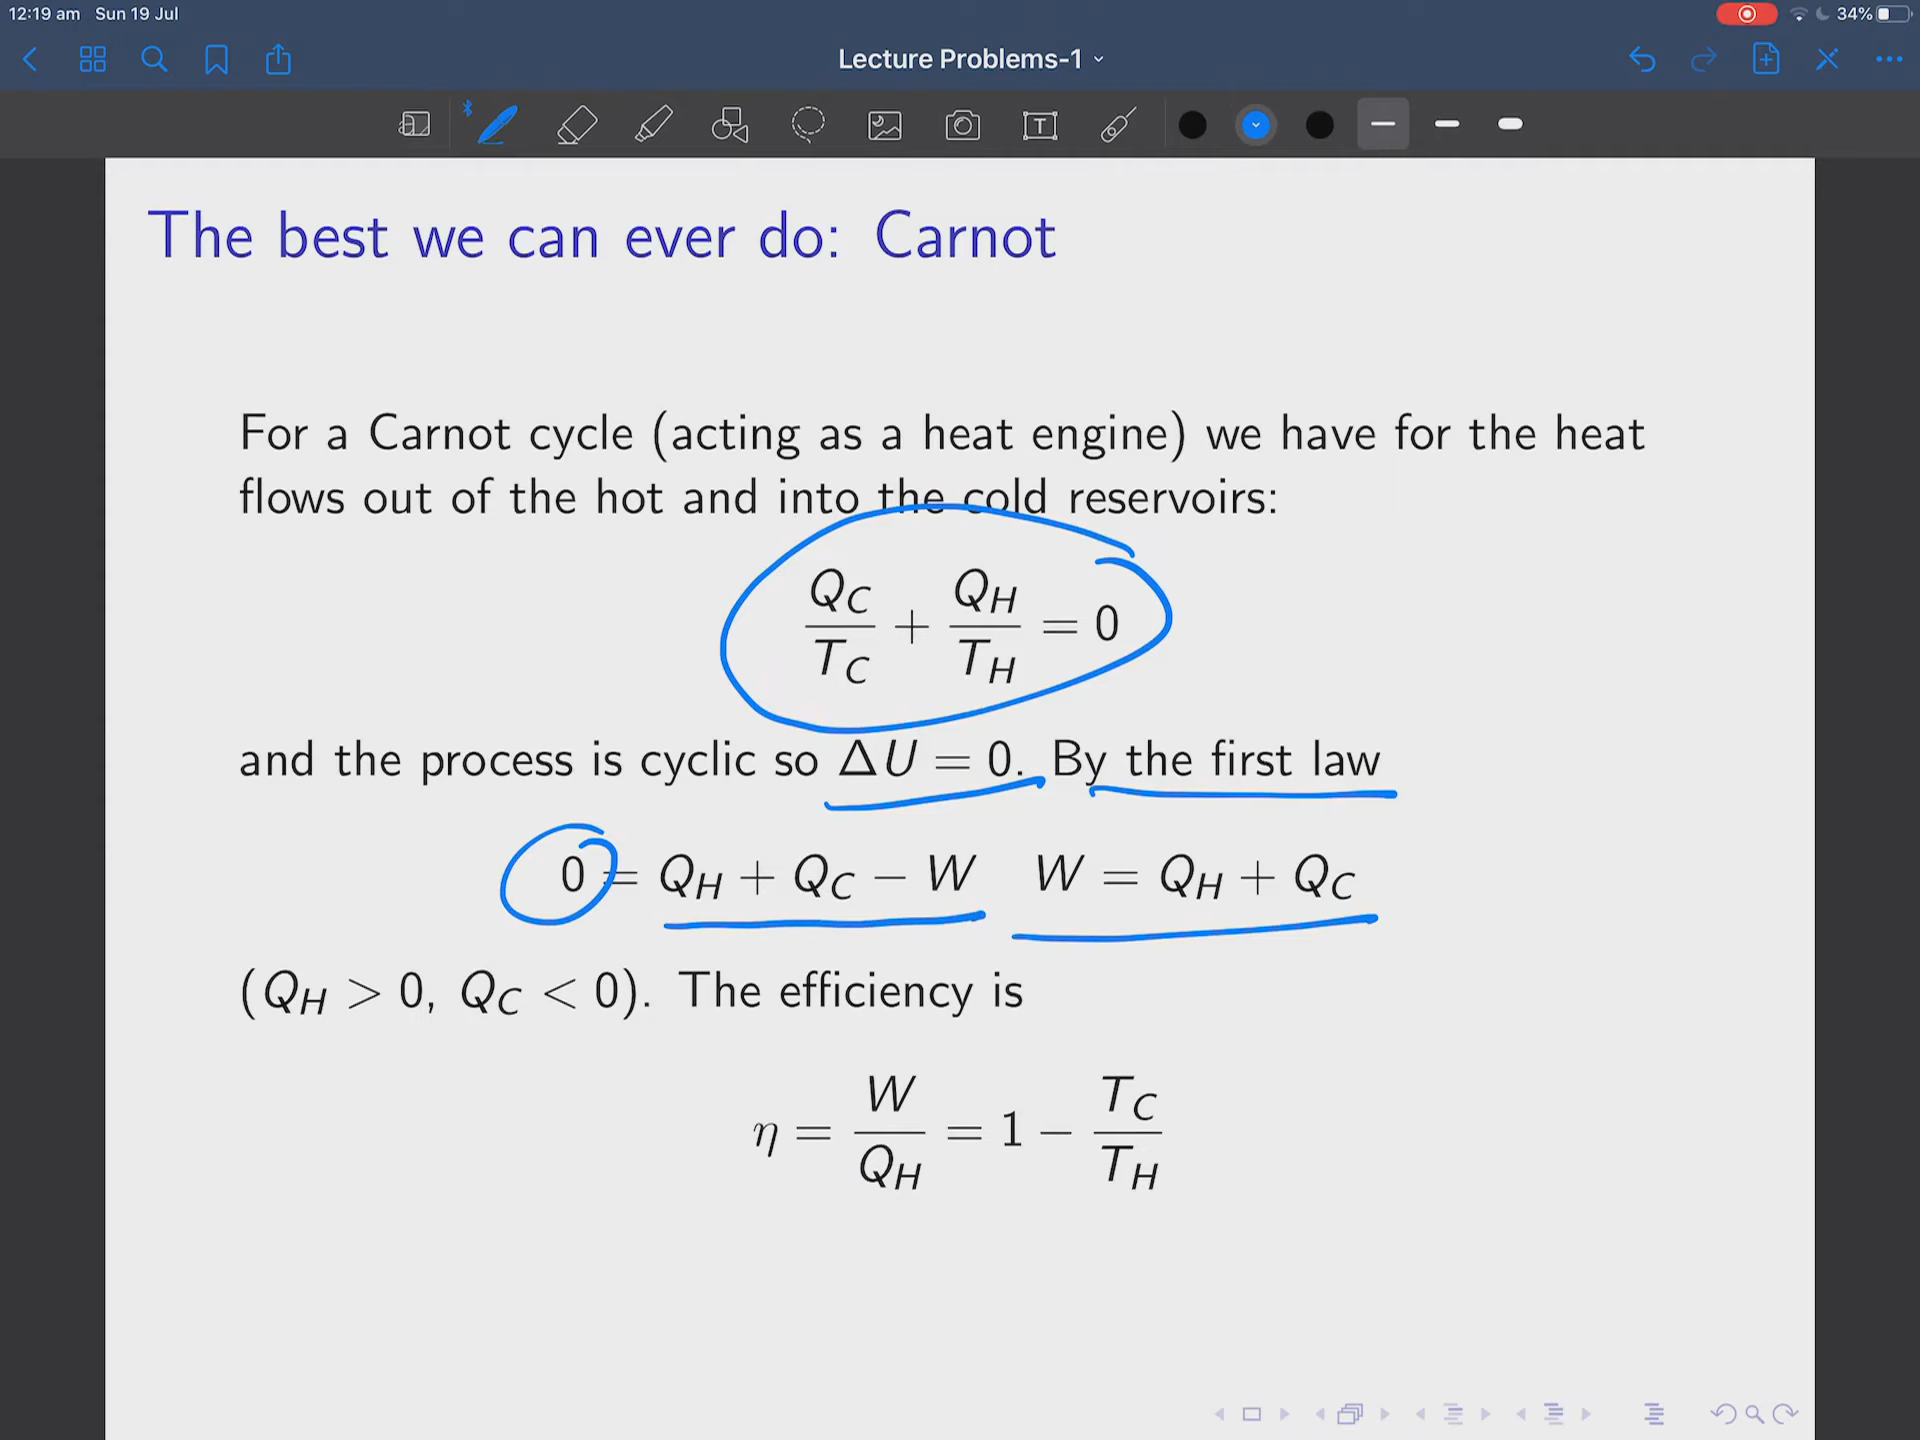 12:19 am Sun 19 Jul
34%
Lecture Problems-1
The best we can ever do: Carnot
For a Carnot cycle (acting as a heat engine) we have for the heat
flows out of the hot and into the cold reservoirs:
Q_C/T_C + Q_H/T_H = 0
and the process is cyclic so ΔU = 0. By the first law
0 = Q_H + Q_C − W W = Q_H + Q_C
(Q_H > 0, Q_C < 0). The efficiency is
η = W/Q_H = 1 − T_C/T_H